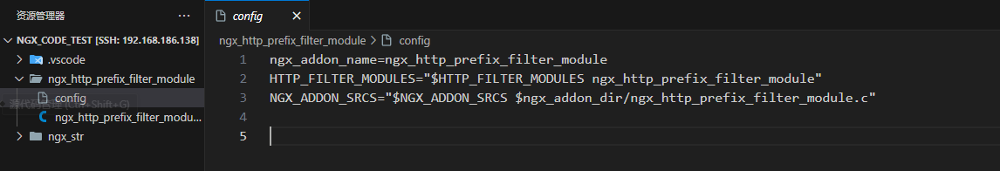 资源管理器
NGX_CODE_TEST [SSH: 192.168.186.138]
.vscode
ngx_http_prefix_filter_module
config
源代码管理 (Ctrl+Shift+G)
ngx_http_prefix_filter_modu...
ngx_str
config
ngx_http_prefix_filter_module > config
1 ngx_addon_name=ngx_http_prefix_filter_module
2 HTTP_FILTER_MODULES="$HTTP_FILTER_MODULES ngx_http_prefix_filter_module"
3 NGX_ADDON_SRCS="$NGX_ADDON_SRCS $ngx_addon_dir/ngx_http_prefix_filter_module.c"
4
5